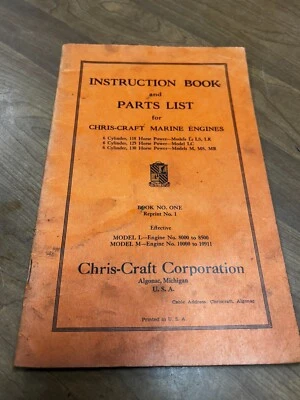 INSTRUCTION BOOK
and
PARTS LIST
for
CHRIS-CRAFT MARINE ENGINES
6 Cylinder, 118 Horse Power—Models L, LS, LR
6 Cylinder, 125 Horse Power—Model LC
6 Cylinder, 130 Horse Power—Models M, MS, MR
BOOK NO. ONE
Reprint No. 1
Effective
MODEL L—Engine No. 8000 to 8500
MODEL M—Engine No. 10009 to
Chris-Craft Corporation
Algonac, Michigan
U. S. A.
Cable Address: Chriscraft, Algonac
Printed in U. S. A.